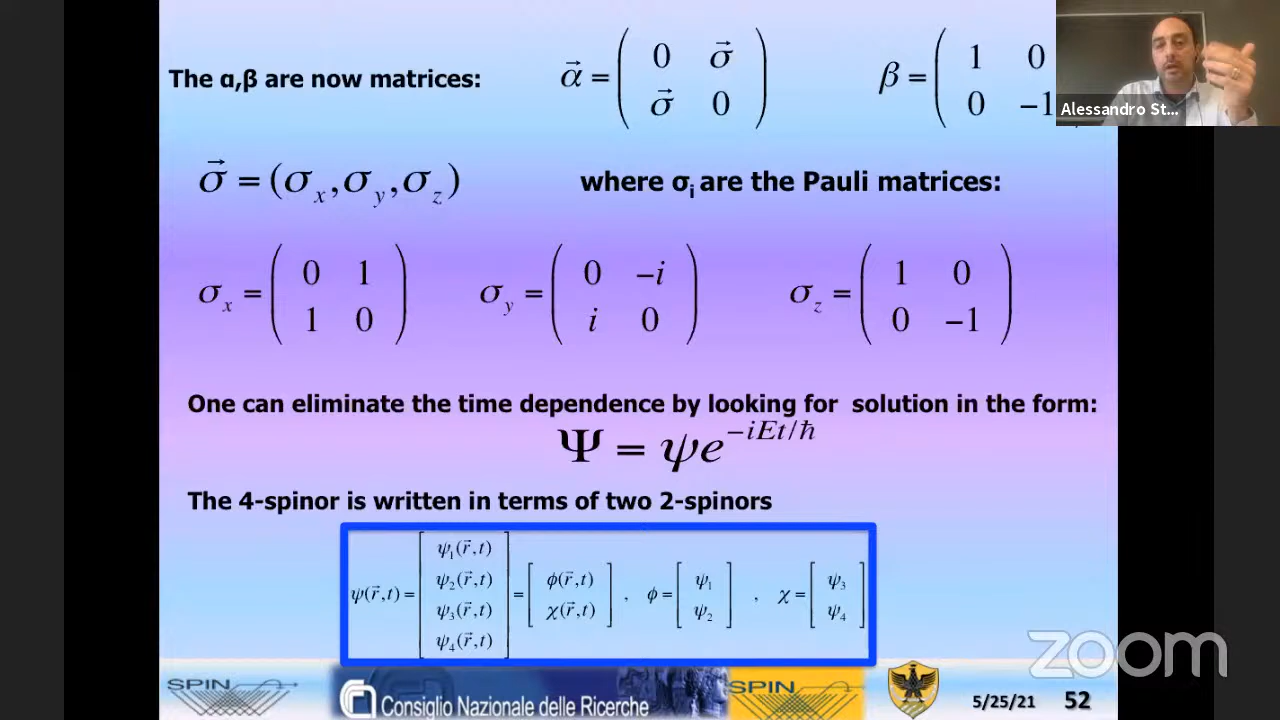 The α,β are now matrices: α⃗ = ( 0 σ⃗ ; σ⃗ 0 ) β = ( 1 0 ; 0 −1
Alessandro St...
σ⃗ = (σx, σy, σz) where σi are the Pauli matrices:
σx = ( 0 1 ; 1 0 ) σy = ( 0 −i ; i 0 ) σz = ( 1 0 ; 0 −1 )
One can eliminate the time dependence by looking for solution in the form:
Ψ = ψe^−iEt/ħ
The 4-spinor is written in terms of two 2-spinors
ψ(r⃗,t) = [ ψ1(r⃗,t) ; ψ2(r⃗,t) ; ψ3(r⃗,t) ; ψ4(r⃗,t) ] = [ ϕ(r⃗,t) ; χ(r⃗,t) ] , ϕ = [ ψ1 ; ψ2 ] , χ = [ ψ3 ; ψ4 ]
zoom
SPIN Consiglio Nazionale delle Ricerche SPIN 5/25/21 52